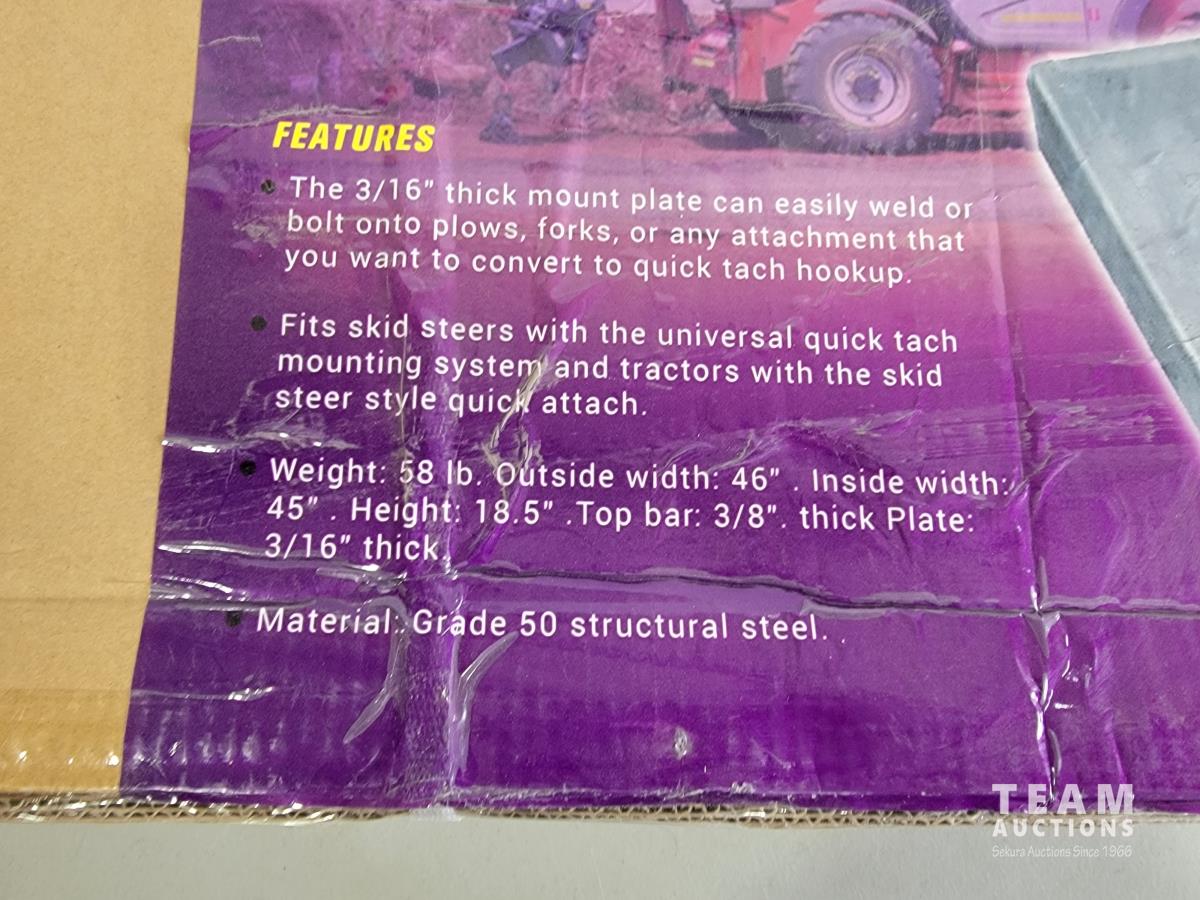 FEATURES
• The 3/16" thick mount plate can easily weld or
bolt onto plows, forks, or any attachment that
you want to convert to quick tach hookup.
• Fits skid steers with the universal quick tach
mounting system and tractors with the skid
steer style quick attach.
• Weight: 58 lb. Outside width: 46" . Inside width:
45" . Height: 18.5" .Top bar: 3/8". thick Plate:
3/16" thick.
• Material: Grade 50 structural steel.
TEAM
AUCTIONS
Sekura Auctions Since 1966